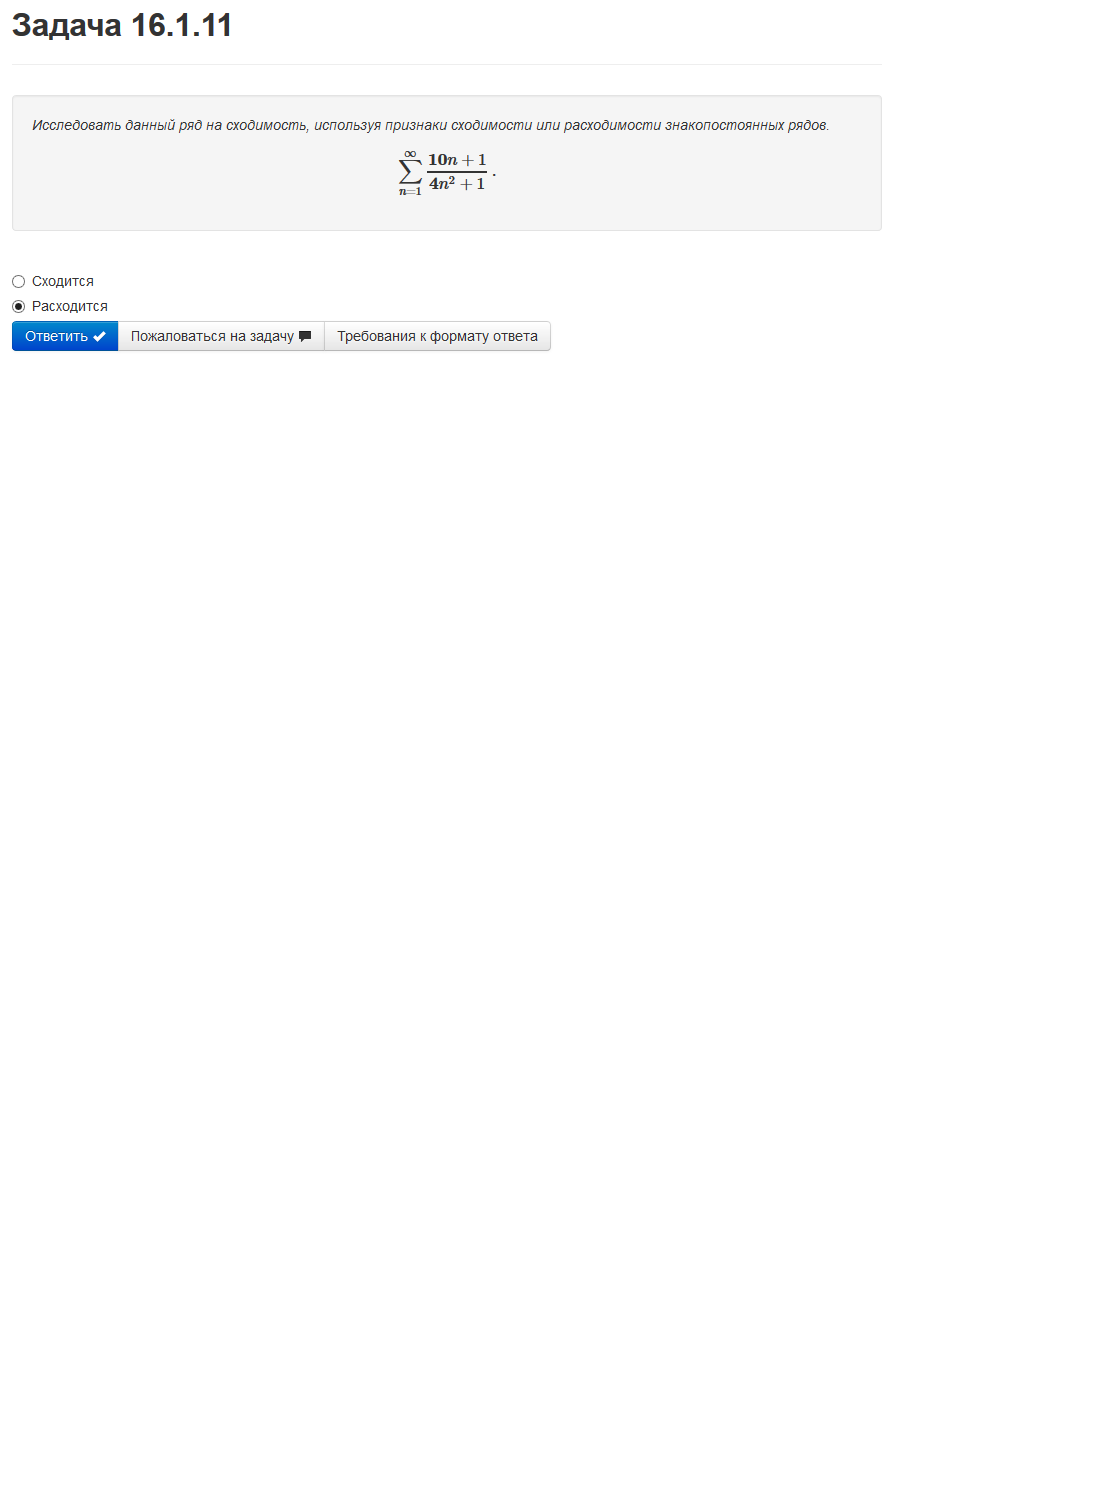 Задача 16.1.11
Исследовать данный ряд на сходимость, используя признаки сходимости или расходимости знакопостоянных рядов.
$$\sum_{n=1}^{\infty} \frac{10n+1}{4n^2+1}.$$
Сходится
Расходится
Ответить Пожаловаться на задачу Требования к формату ответа